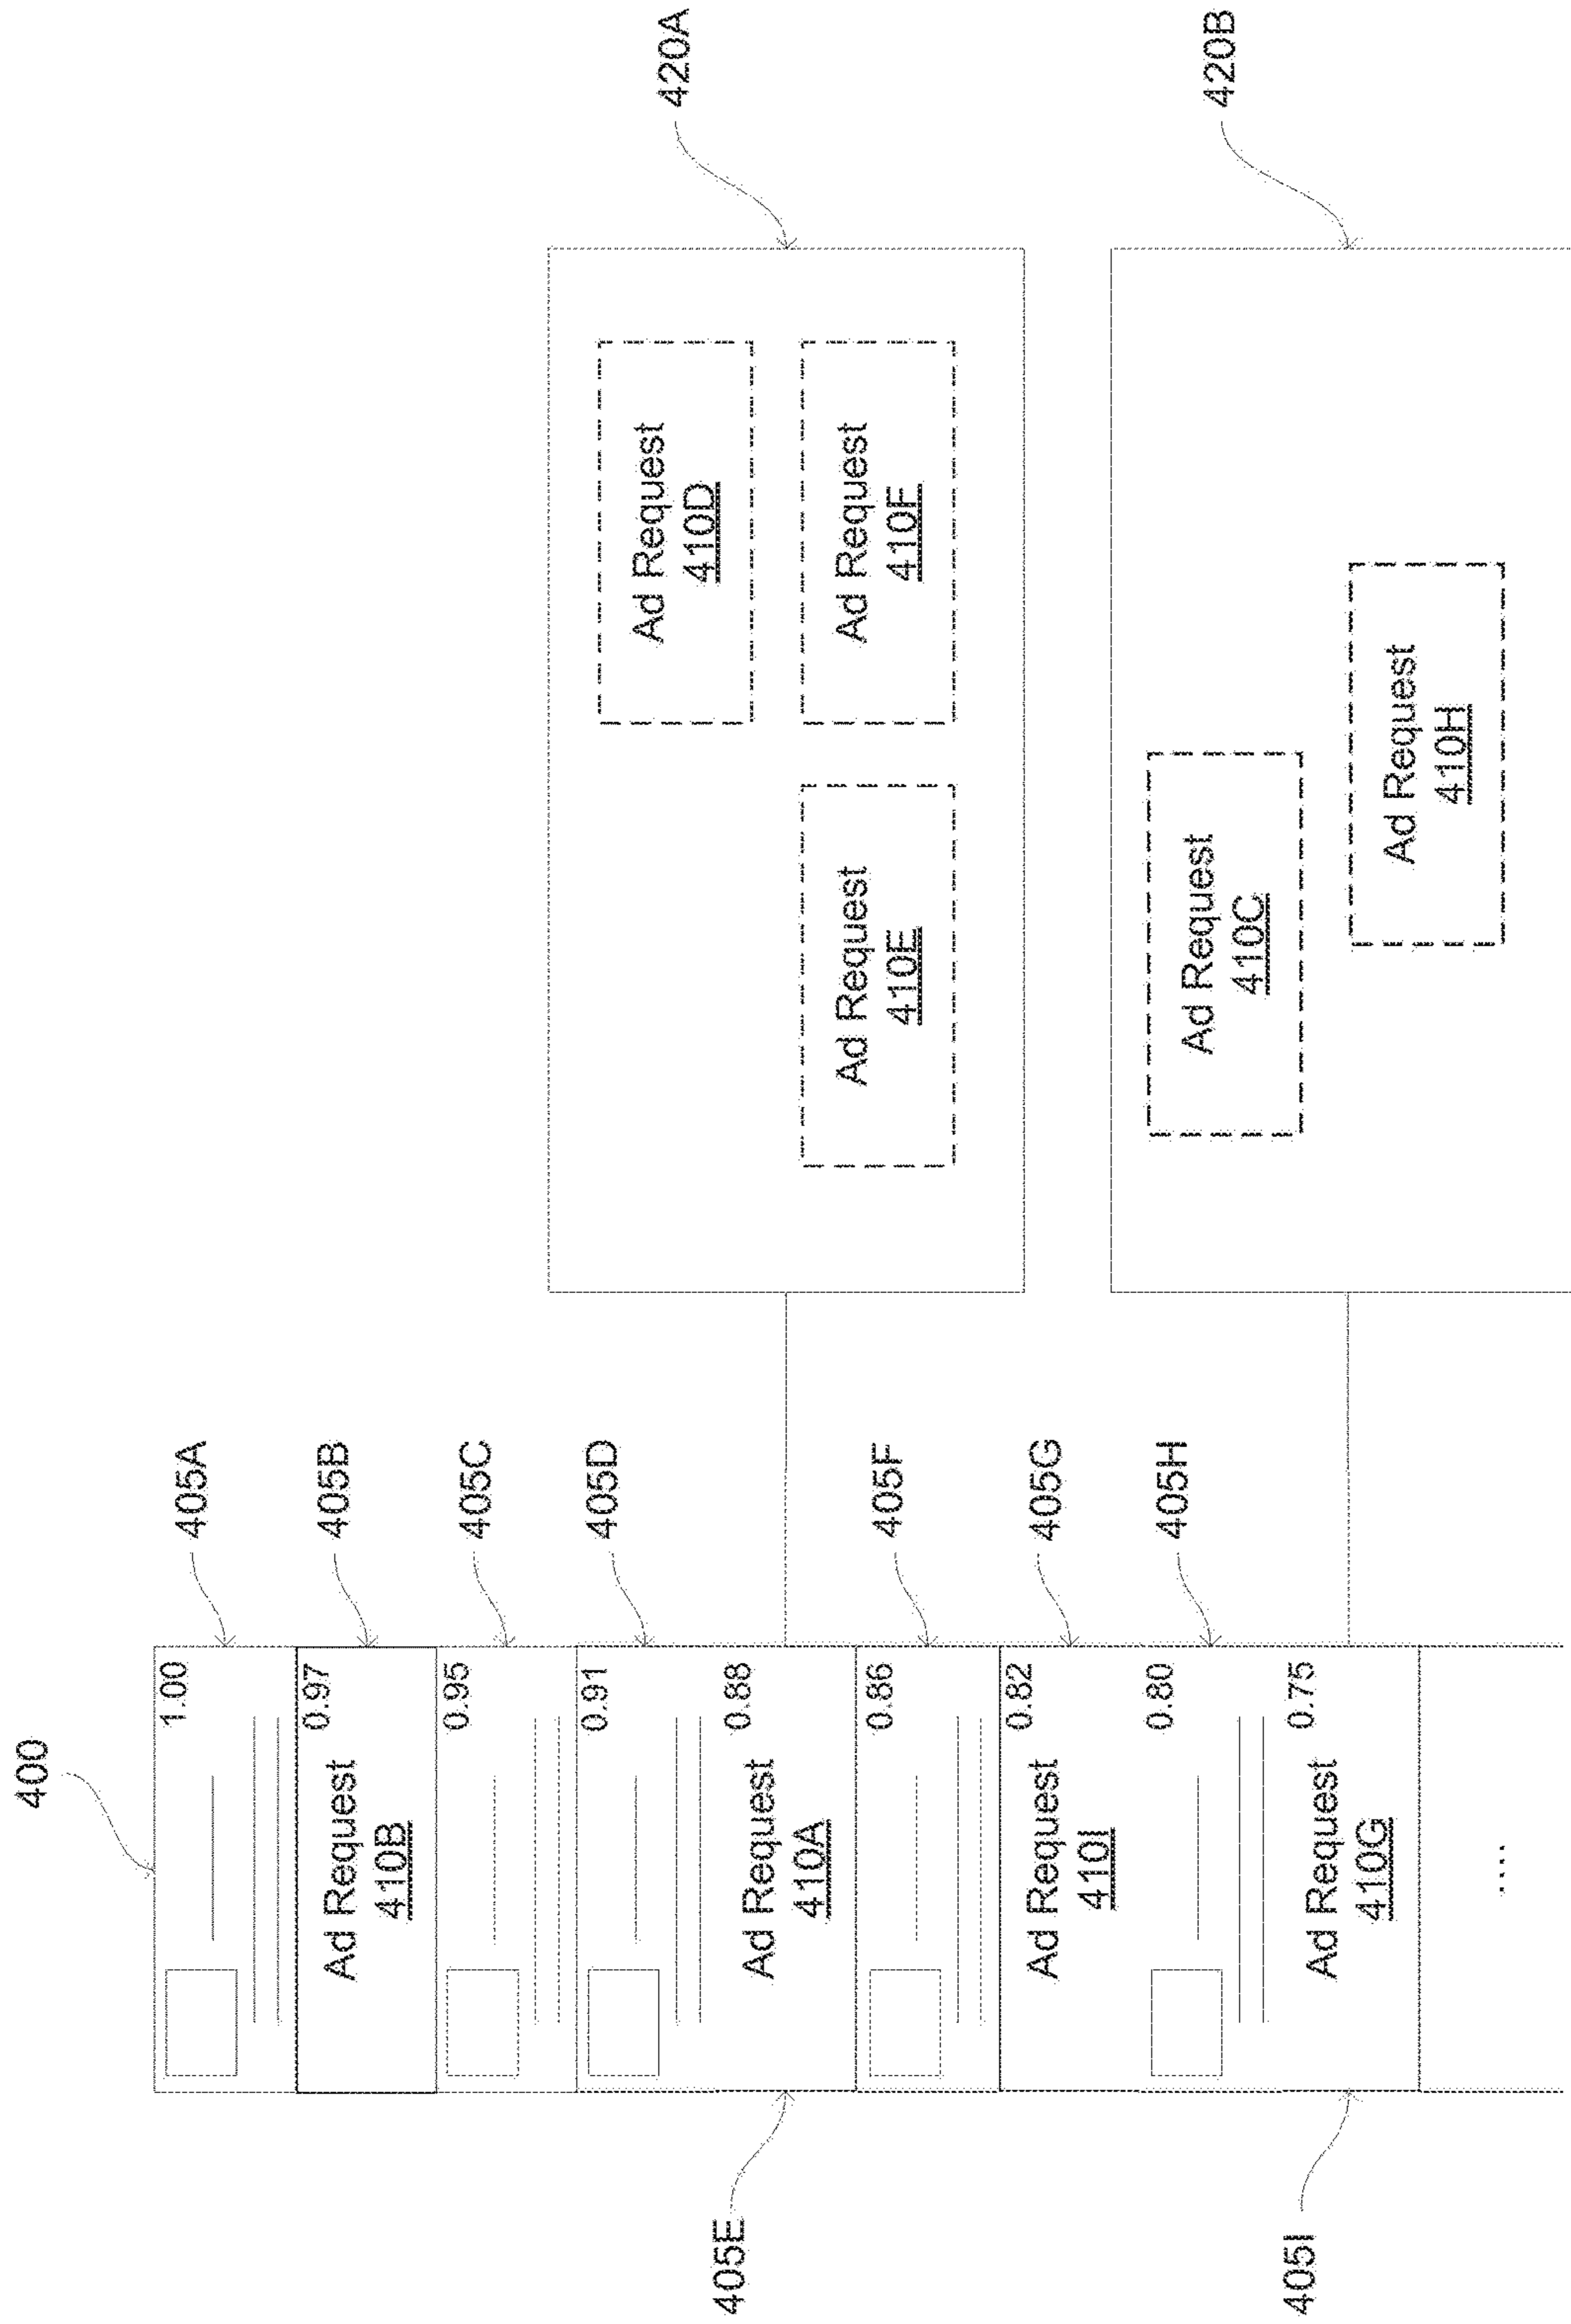 400
1.00
405A
0.97
Ad Request
410B
405B
0.95
405C
0.91
405D
0.88
Ad Request
410A
405E
0.86
405F
0.82
Ad Request
410I
405G
0.80
405H
0.75
Ad Request
410G
405I
....
420A
Ad Request
410D
Ad Request
410E
Ad Request
410F
420B
Ad Request
410C
Ad Request
410H